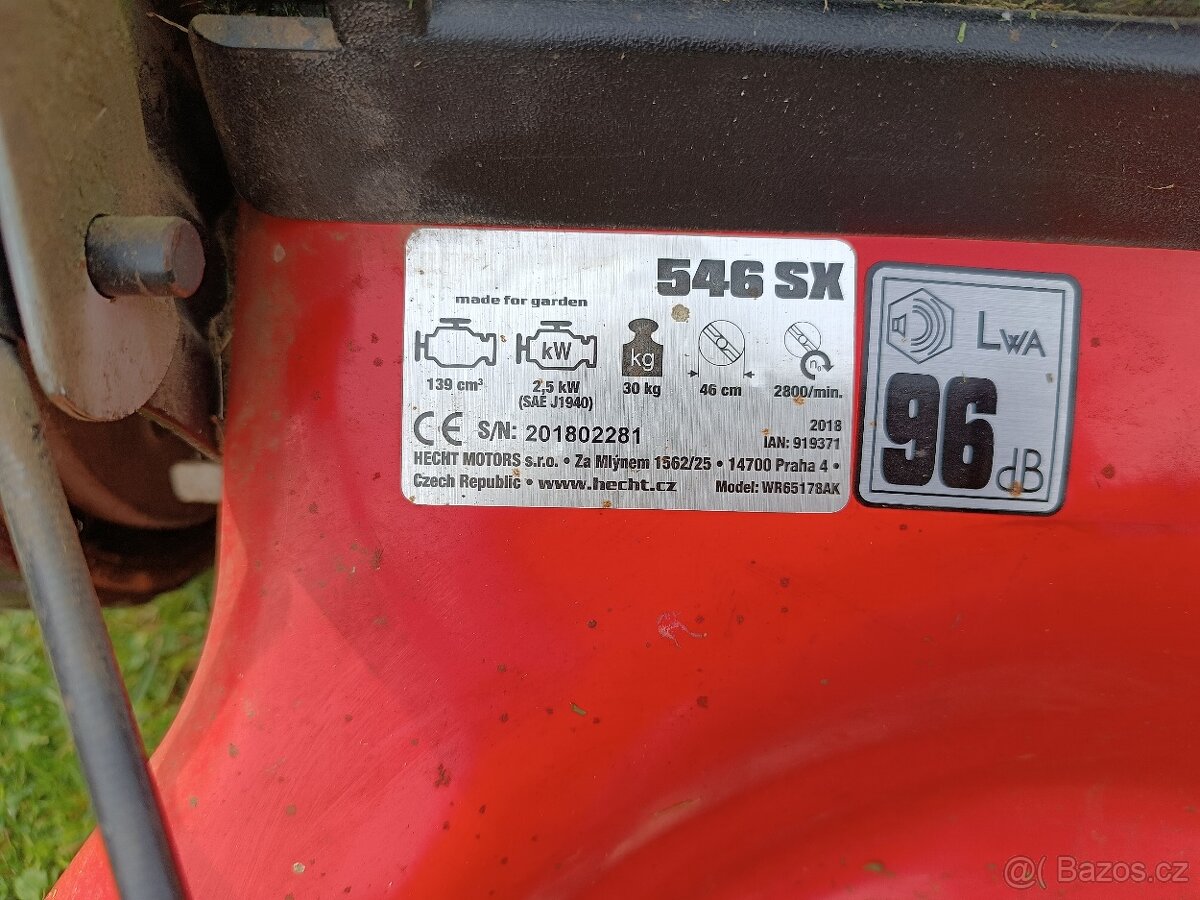 546 SX
made for garden
kW
kg
n₀
139 cm³
2,5 kW
(SAE J1940)
30 kg
46 cm
2800/min.
CE S/N: 201802281
2018
IAN: 919371
HECHT MOTORS s.r.o. • Za Mlýnem 1562/25 • 14700 Praha 4 •
Czech Republic • www.hecht.cz
Model: WR65178AK
LWA
96
dB
Bazos.cz